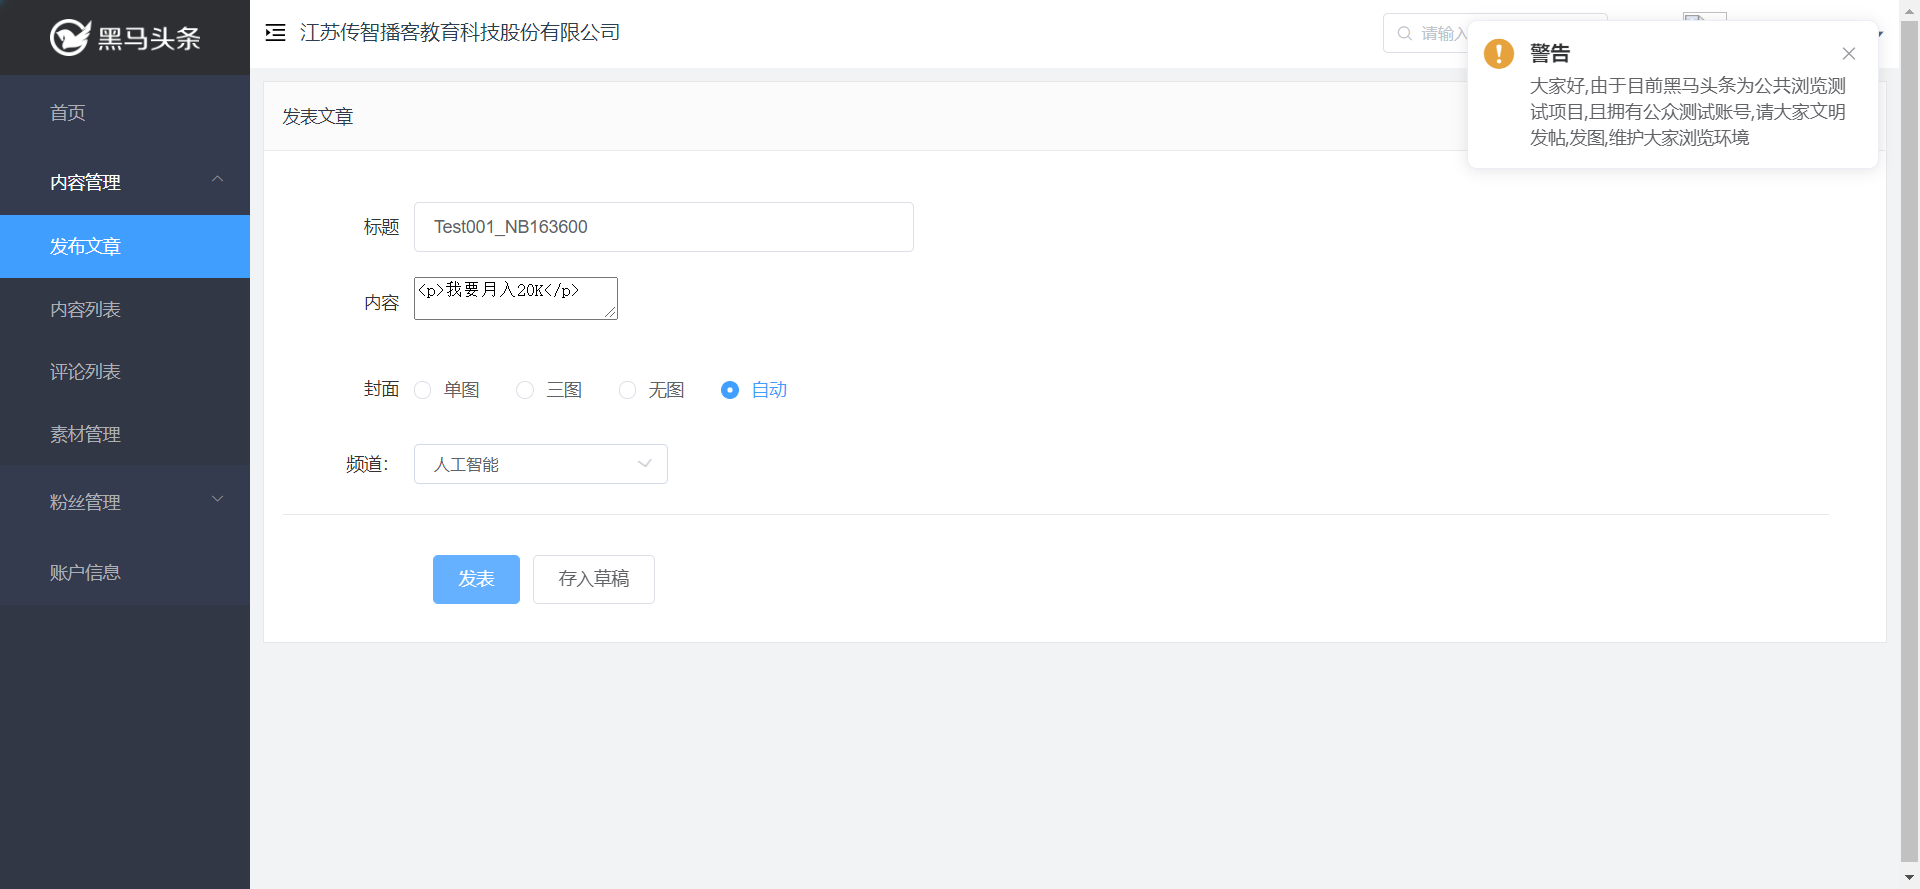 黑马头条
江苏传智播客教育科技股份有限公司
请输入
警告
大家好,由于目前黑马头条为公共浏览测
试项目,且拥有公众测试账号,请大家文明
发帖,发图,维护大家浏览环境
首页
内容管理
发布文章
内容列表
评论列表
素材管理
粉丝管理
账户信息
发表文章
标题 Test001_NB163600
内容 <p>我要月入20K</p>
封面 单图 三图 无图 自动
频道: 人工智能
发表 存入草稿